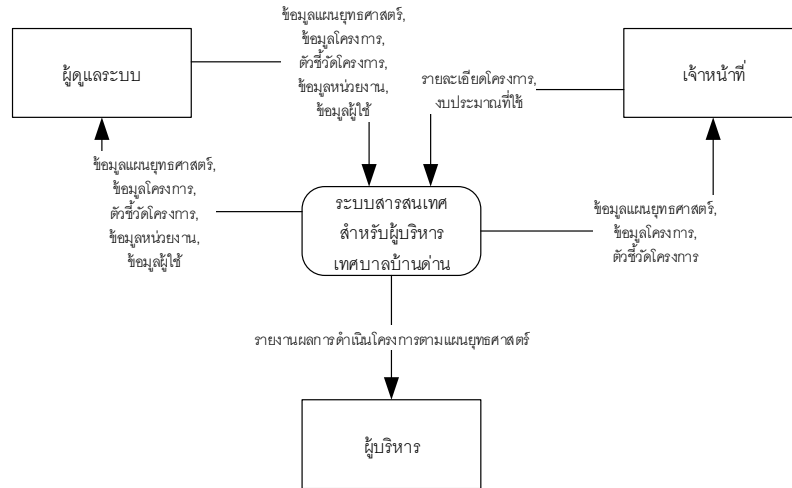 ผู้ดูแลระบบ
ข้อมูลแผนยุทธศาสตร์,
ข้อมูลโครงการ,
ตัวชี้วัดโครงการ,
ข้อมูลหน่วยงาน,
ข้อมูลผู้ใช้
รายละเอียดโครงการ,
งบประมาณที่ใช้
เจ้าหน้าที่
ข้อมูลแผนยุทธศาสตร์,
ข้อมูลโครงการ,
ตัวชี้วัดโครงการ,
ข้อมูลหน่วยงาน,
ข้อมูลผู้ใช้
ระบบสารสนเทศ
สำหรับผู้บริหาร
เทศบาลบ้านด่าน
ข้อมูลแผนยุทธศาสตร์,
ข้อมูลโครงการ,
ตัวชี้วัดโครงการ
รายงานผลการดำเนินโครงการตามแผนยุทธศาสตร์
ผู้บริหาร